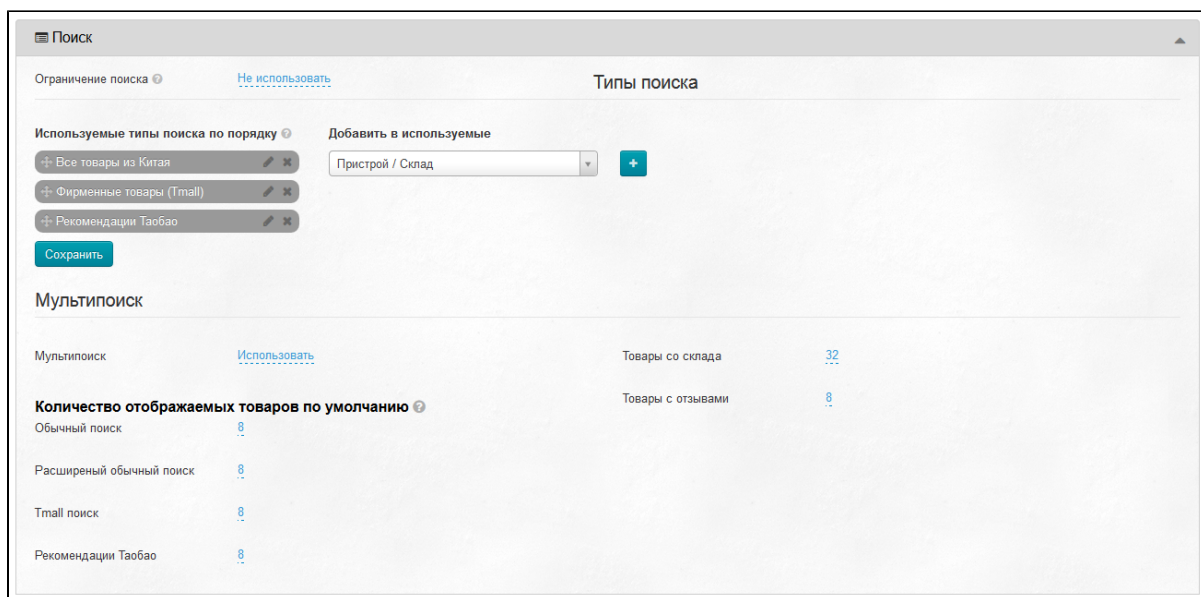 Поиск
Ограничение поиска Не использовать Типы поиска
Используемые типы поиска по порядку Добавить в используемые
Все товары из Китая Пристрой / Склад
Фирменные товары (Tmall)
Рекомендации Таобао
Сохранить
Мультипоиск
Мультипоиск Использовать Товары со склада 32
Количество отображаемых товаров по умолчанию Товары с отзывами 8
Обычный поиск 8
Расширеный обычный поиск 8
Tmall поиск 8
Рекомендации Таобао 8